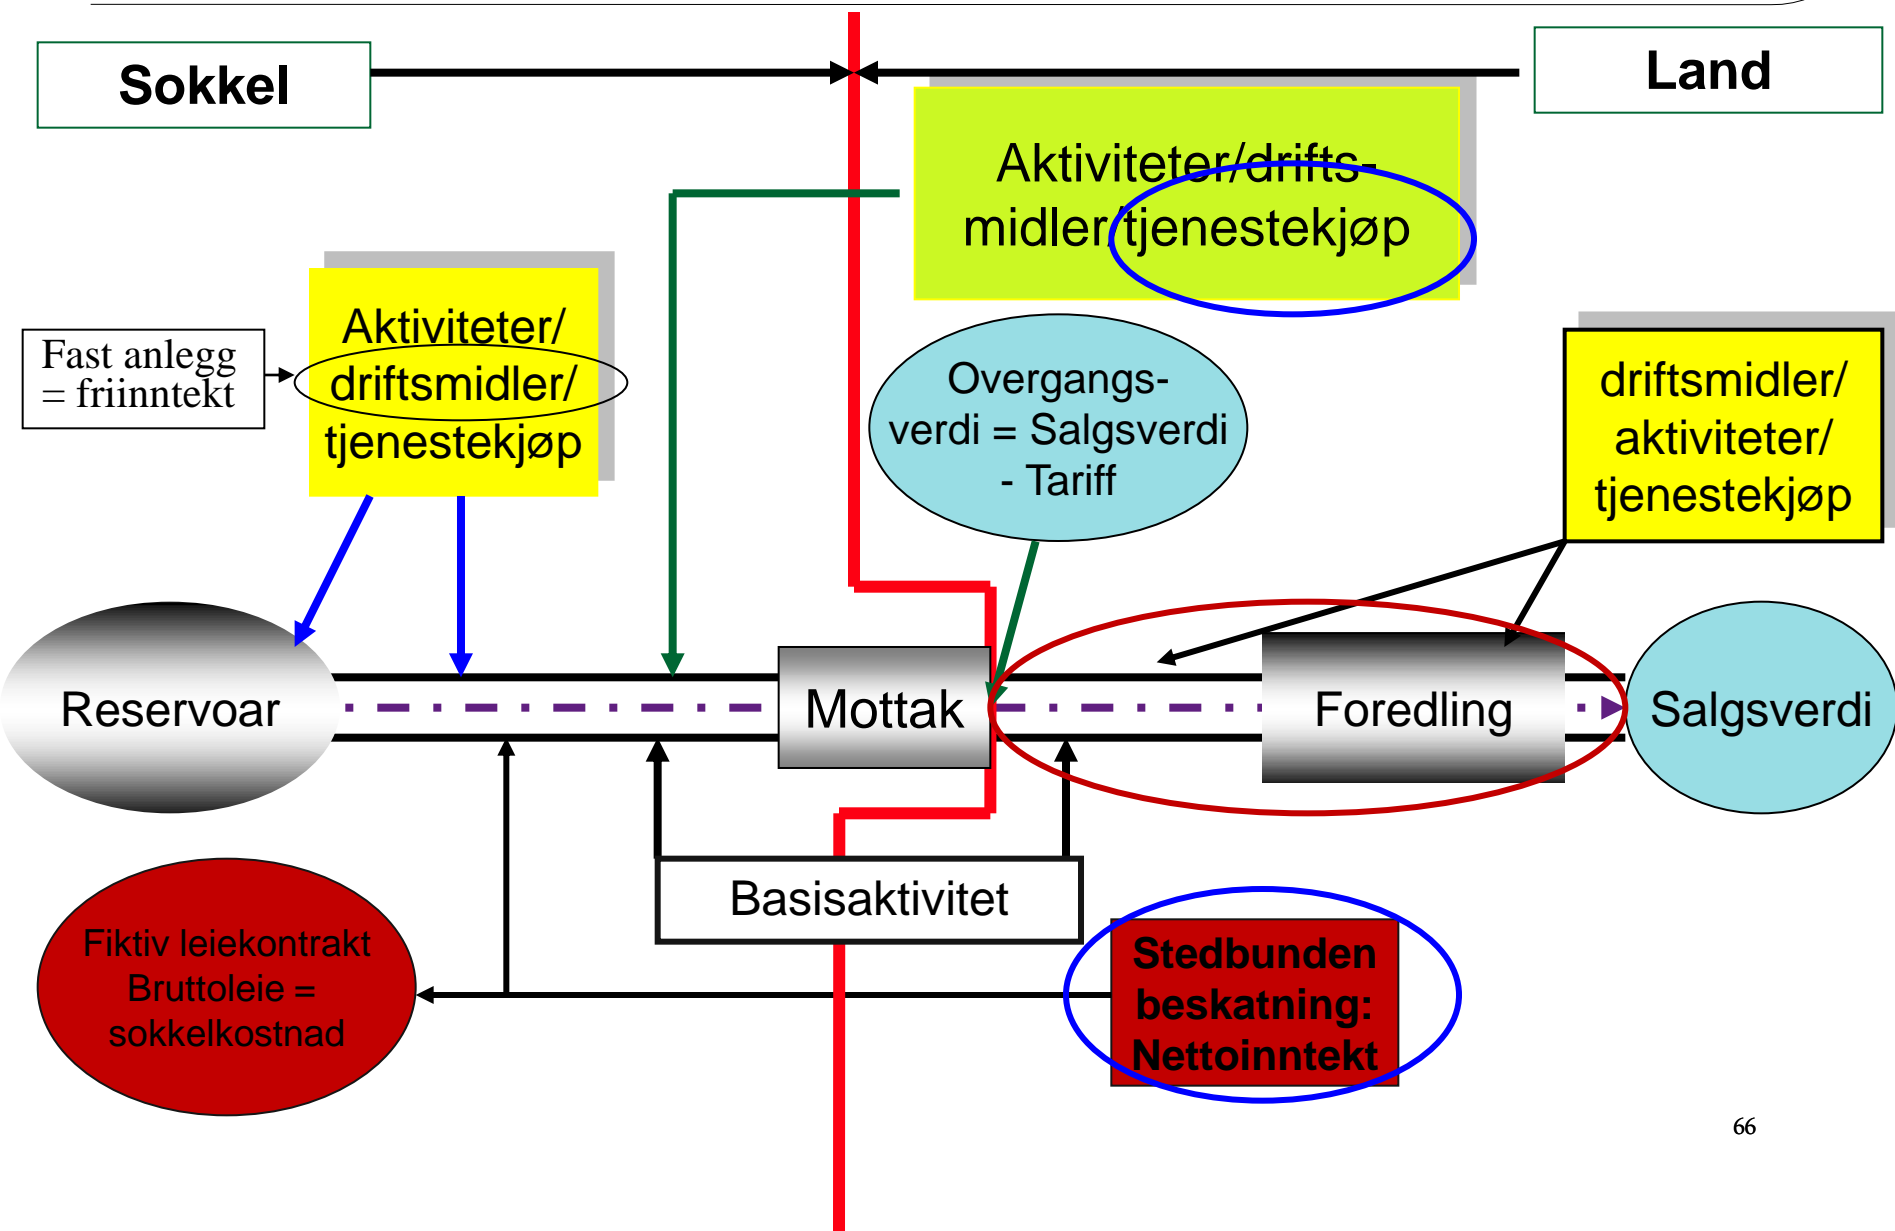 Sokkel
Land
Aktiviteter/drifts-
midler/tjenestekjøp
Fast anlegg
= friinntekt
Aktiviteter/
driftsmidler/
tjenestekjøp
Overgangs-
verdi = Salgsverdi
- Tariff
driftsmidler/
aktiviteter/
tjenestekjøp
Reservoar
Mottak
Foredling
Salgsverdi
Basisaktivitet
Fiktiv leiekontrakt
Bruttoleie =
sokkelkostnad
Stedbunden
beskatning:
Nettoinntekt
66